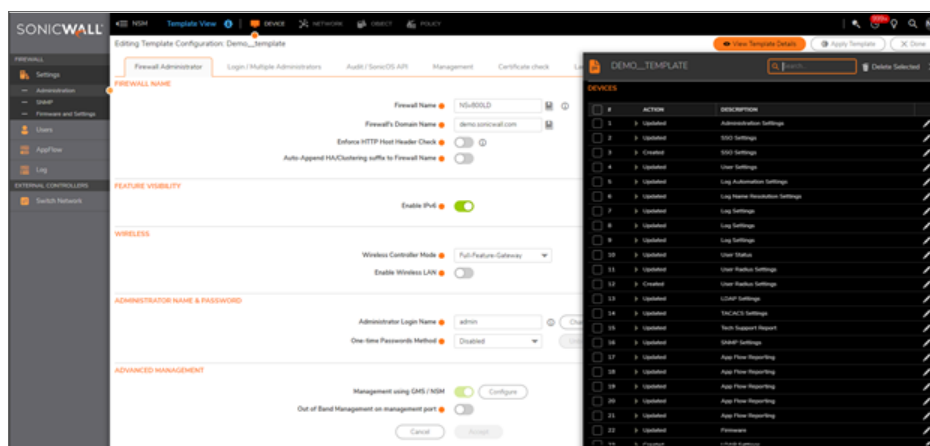 SONICWALL
NSM Template View DEVICE NETWORK OBJECT POLICY 999+
Editing Template Configuration: Demo__template View Template Details Apply Template Done
FIREWALL
Settings
Administration
SNMP
Firmware and Settings
Users
AppFlow
Log
EXTERNAL CONTROLLERS
Switch Network
Firewall Administrator Login / Multiple Administrators Audit / SonicOS API Management Certificate check
FIREWALL NAME
Firewall Name NSv800LD
Firewall's Domain Name demo.sonicwall.com
Enforce HTTP Host Header Check
Auto-Append HA/Clustering suffix to Firewall Name
FEATURE VISIBILITY
Enable IPv6
WIRELESS
Wireless Controller Mode Full-Feature-Gateway
Enable Wireless LAN
ADMINISTRATOR NAME & PASSWORD
Administrator Login Name admin
One-time Passwords Method Disabled
ADVANCED MANAGEMENT
Management using GMS / NSM Configure
Out of Band Management on management port
Cancel Accept
DEMO__TEMPLATE Search... Delete Selected
DEVICES
# ACTION DESCRIPTION
1 Updated Administration Settings
2 Updated SSO Settings
3 Created SSO Settings
4 Updated User Settings
5 Updated Log Automation Settings
6 Updated Log Name Resolution Settings
7 Updated Log Settings
8 Updated Log Settings
9 Updated Log Settings
10 Updated User Status
11 Updated User Radius Settings
12 Created User Radius Settings
13 Updated LDAP Settings
14 Updated TACACS Settings
15 Updated Tech Support Report
16 Updated SNMP Settings
17 Updated App Flow Reporting
18 Updated App Flow Reporting
19 Updated App Flow Reporting
20 Updated App Flow Reporting
21 Updated App Flow Reporting
22 Updated Firmware
23 Created LDAP Settings